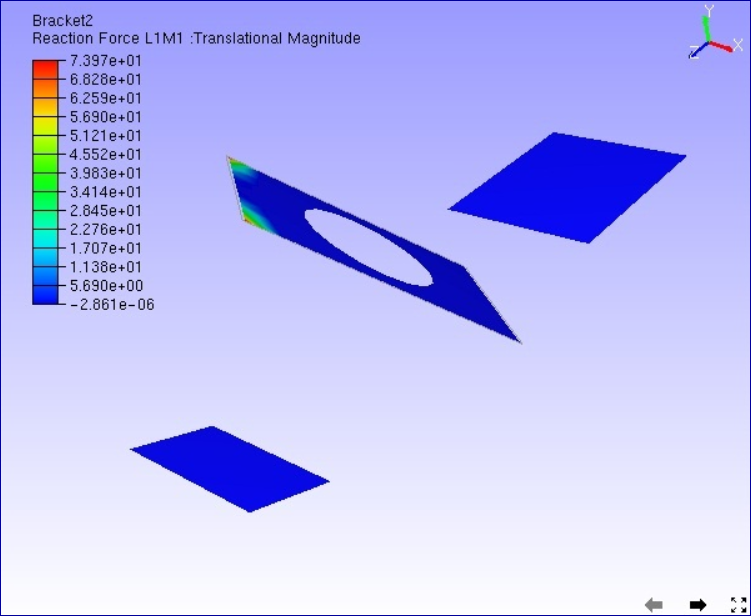 Bracket2
Reaction Force L1M1 :Translational Magnitude
7.397e+01
6.828e+01
6.259e+01
5.690e+01
5.121e+01
4.552e+01
3.983e+01
3.414e+01
2.845e+01
2.276e+01
1.707e+01
1.138e+01
5.690e+00
-2.861e-06
Y
X
Z